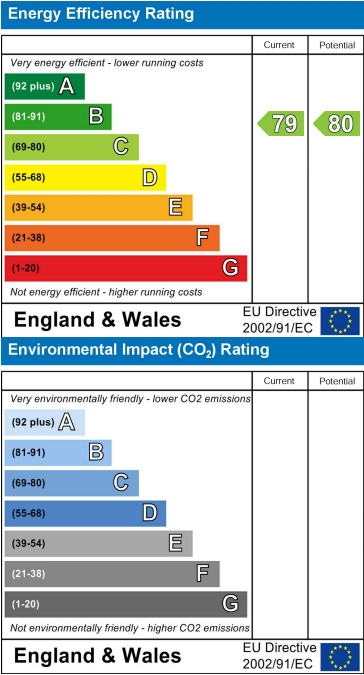 Energy Efficiency Rating
Current Potential
Very energy efficient - lower running costs
(92 plus) A
(81-91) B
79 80
(69-80) C
(55-68) D
(39-54) E
(21-38) F
(1-20) G
Not energy efficient - higher running costs
England & Wales
EU Directive
2002/91/EC
Environmental Impact (CO₂) Rating
Current Potential
Very environmentally friendly - lower CO2 emissions
(92 plus) A
(81-91) B
(69-80) C
(55-68) D
(39-54) E
(21-38) F
(1-20) G
Not environmentally friendly - higher CO2 emissions
England & Wales
EU Directive
2002/91/EC